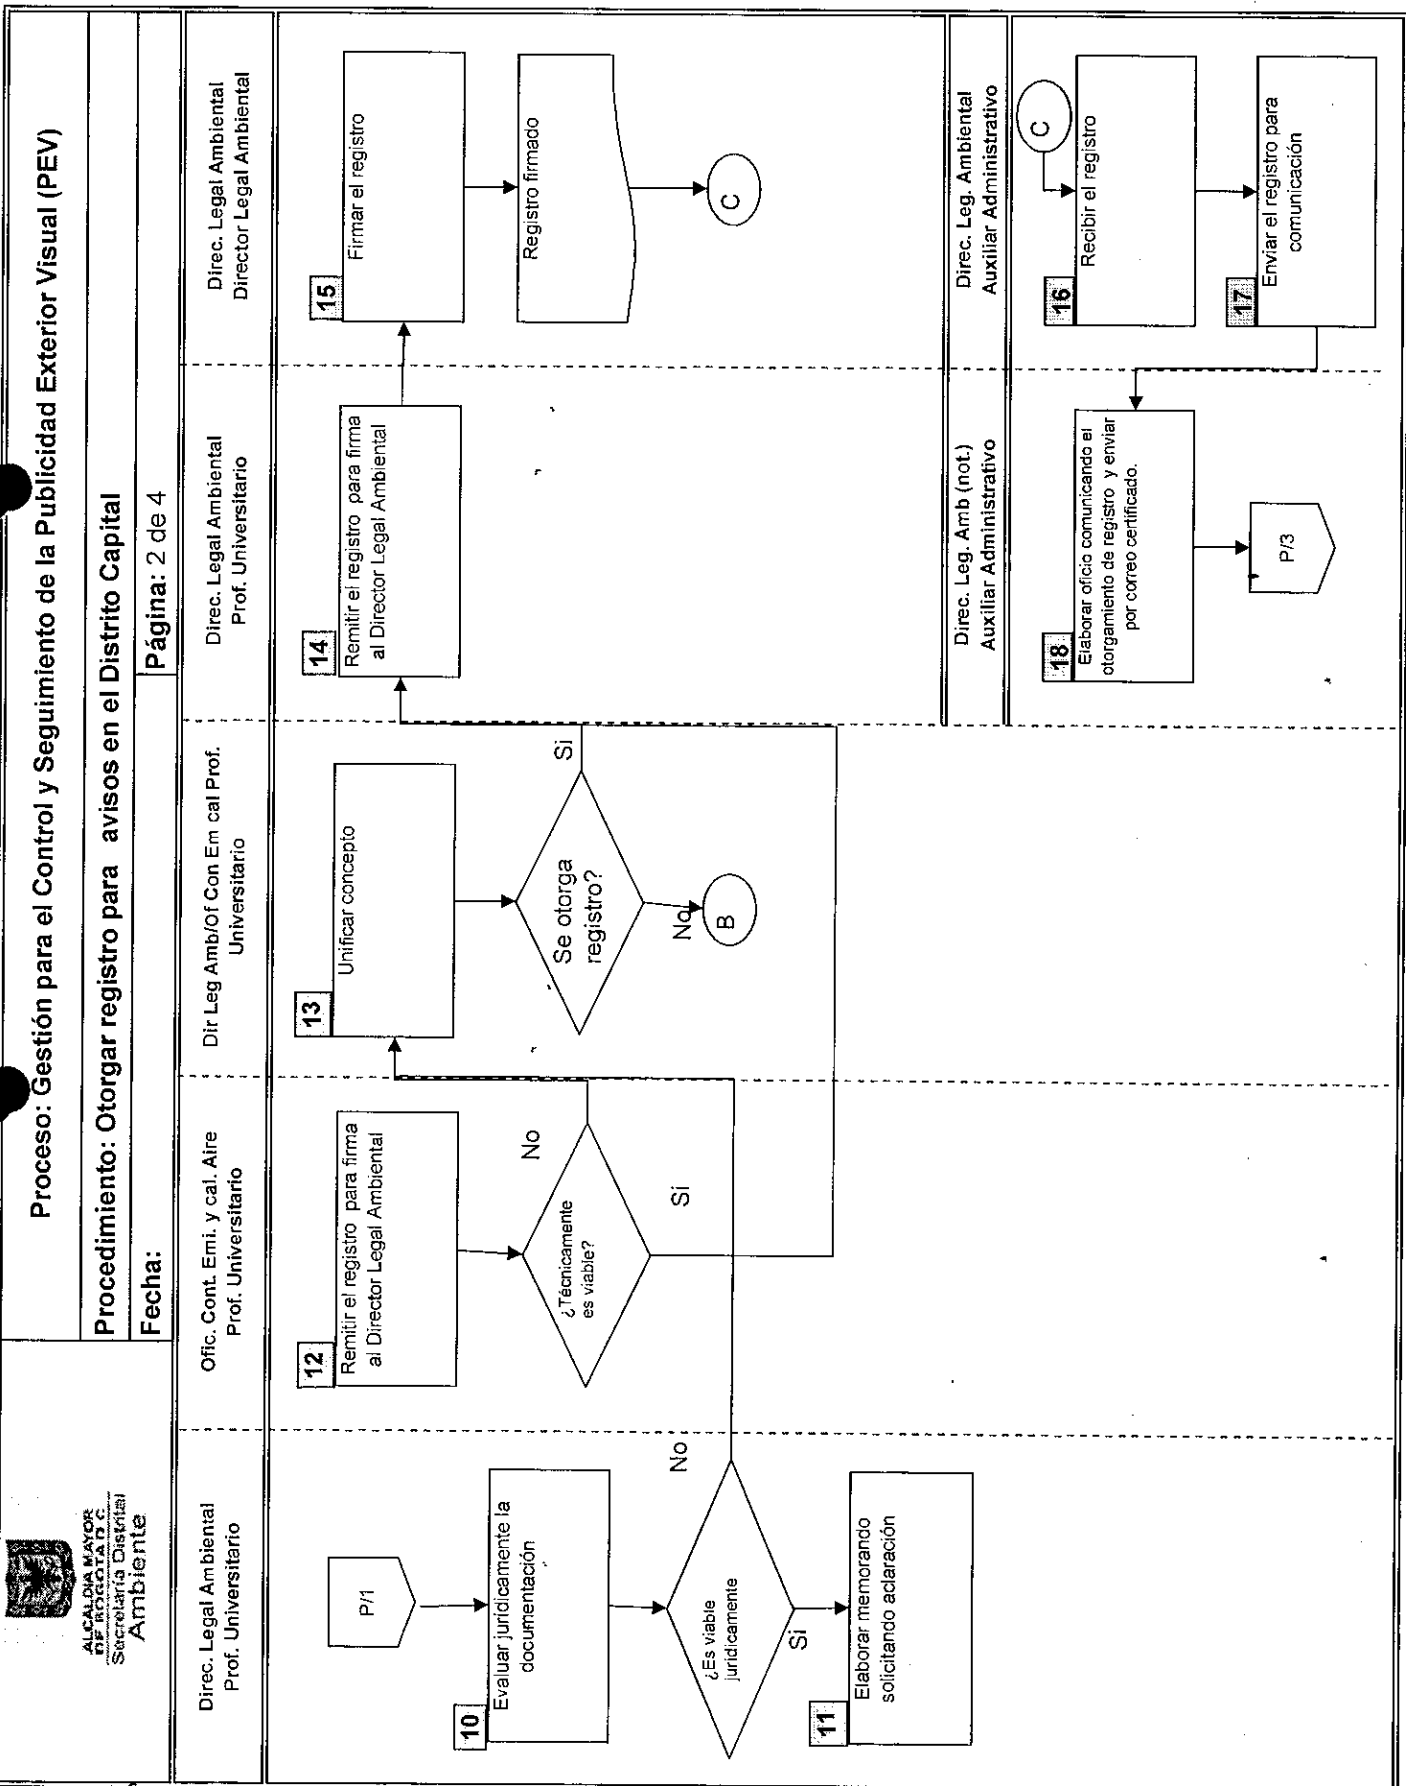 ALCALDIA MAYOR
DE BOGOTA D C
Secretaría Distrital
Ambiente
Proceso: Gestión para el Control y Seguimiento de la Publicidad Exterior Visual (PEV)
Procedimiento: Otorgar registro para avisos en el Distrito Capital
Fecha:
Página: 2 de 4
Direc. Legal Ambiental
Prof. Universitario
Ofic. Cont. Emi. y cal. Aire
Prof. Universitario
Dir Leg Amb/Of Con Em cal Prof.
Universitario
Direc. Legal Ambiental
Prof. Universitario
Direc. Legal Ambiental
Director Legal Ambiental
P/1
10
Evaluar jurídicamente la
documentación
¿Es viable
jurídicamente
No
Si
11
Elaborar memorando
solicitando aclaración
12
Remitir el registro para firma
al Director Legal Ambiental
¿Técnicamente
es viable?
No
Si
13
Unificar concepto
Se otorga
registro?
Si
No
B
14
Remitir el registro para firma
al Director Legal Ambiental
15
Firmar el registro
Registro firmado
C
Direc. Leg. Amb (not.)
Auxiliar Administrativo
Direc. Leg. Ambiental
Auxiliar Administrativo
C
16
Recibir el registro
17
Enviar el registro para
comunicación
18
Elaborar oficio comunicando el
otorgamiento de registro y enviar
por correo certificado.
P/3